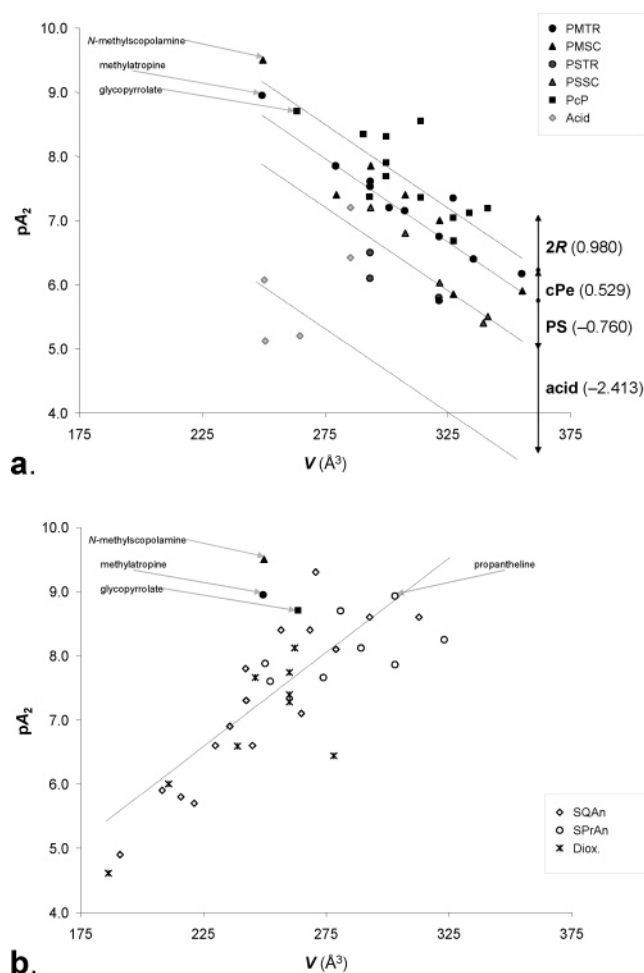 N-methylscopolamine
methylatropine
glycopyrrolate
10.0
9.0
8.0
7.0
6.0
5.0
4.0
pA2
175
225
275
325
375
V (Å3)
PMTR
PMSC
PSTR
PSSC
PcP
Acid
2R (0.980)
cPe (0.529)
PS (–0.760)
acid (–2.413)
a.
N-methylscopolamine
methylatropine
glycopyrrolate
propantheline
10.0
9.0
8.0
7.0
6.0
5.0
4.0
pA2
175
225
275
325
375
V (Å3)
SQAn
SPrAn
Diox.
b.